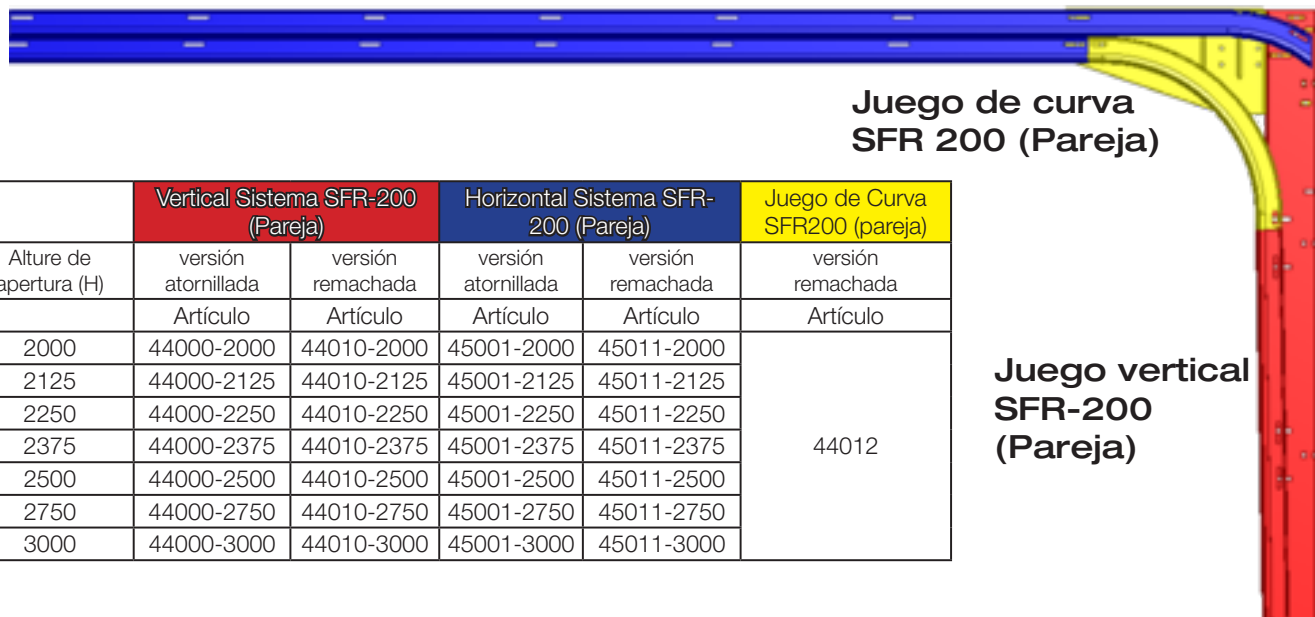 Juego de curva
SFR 200 (Pareja)
Vertical Sistema SFR-200 (Pareja) Horizontal Sistema SFR-200 (Pareja) Juego de Curva SFR200 (pareja)
Alture de apertura (H) versión atornillada versión remachada versión atornillada versión remachada versión remachada
Artículo Artículo Artículo Artículo Artículo
2000 44000-2000 44010-2000 45001-2000 45011-2000
2125 44000-2125 44010-2125 45001-2125 45011-2125
2250 44000-2250 44010-2250 45001-2250 45011-2250
2375 44000-2375 44010-2375 45001-2375 45011-2375 44012
2500 44000-2500 44010-2500 45001-2500 45011-2500
2750 44000-2750 44010-2750 45001-2750 45011-2750
3000 44000-3000 44010-3000 45001-3000 45011-3000
Juego vertical
SFR-200
(Pareja)